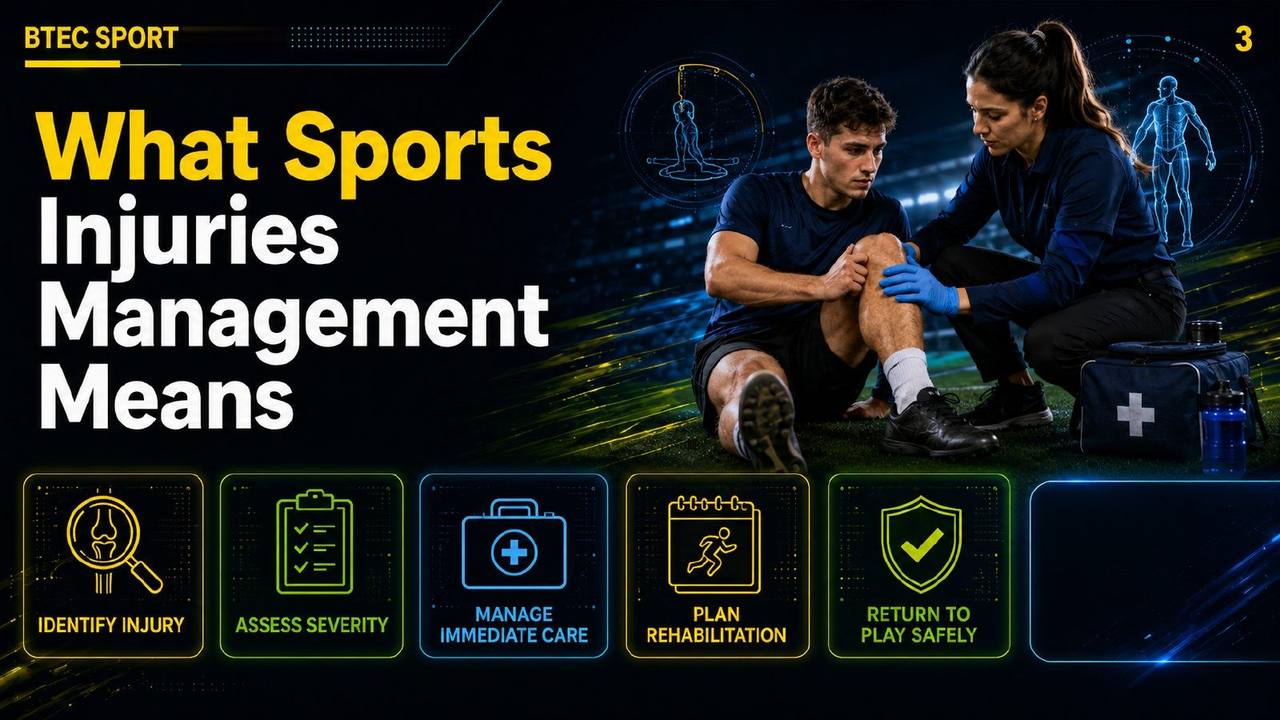 BTEC SPORT
3
What Sports
Injuries
Management
Means
IDENTIFY INJURY
ASSESS SEVERITY
MANAGE
IMMEDIATE CARE
PLAN
REHABILITATION
RETURN TO
PLAY SAFELY